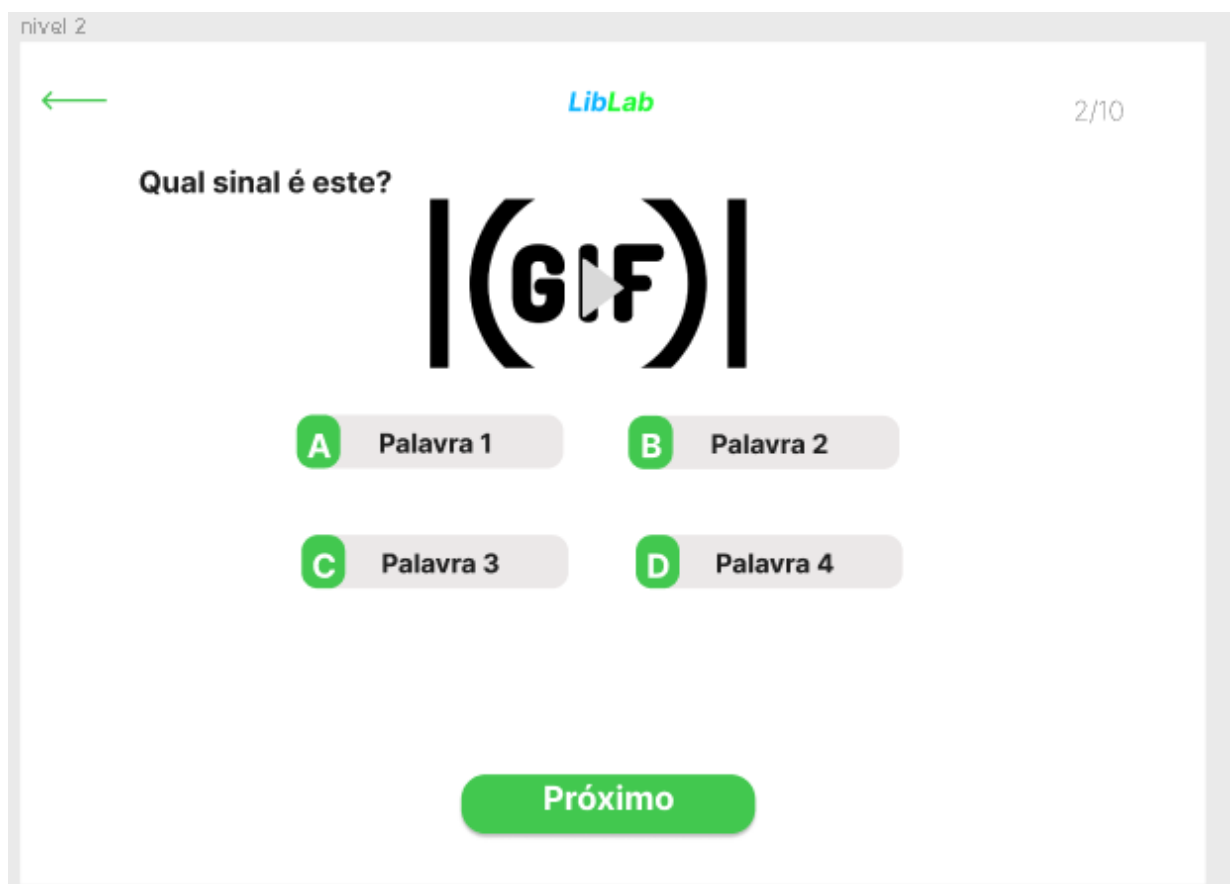 nivel 2
LibLab
2/10
Qual sinal é este?
|(GIF)|
A Palavra 1
B Palavra 2
C Palavra 3
D Palavra 4
Próximo